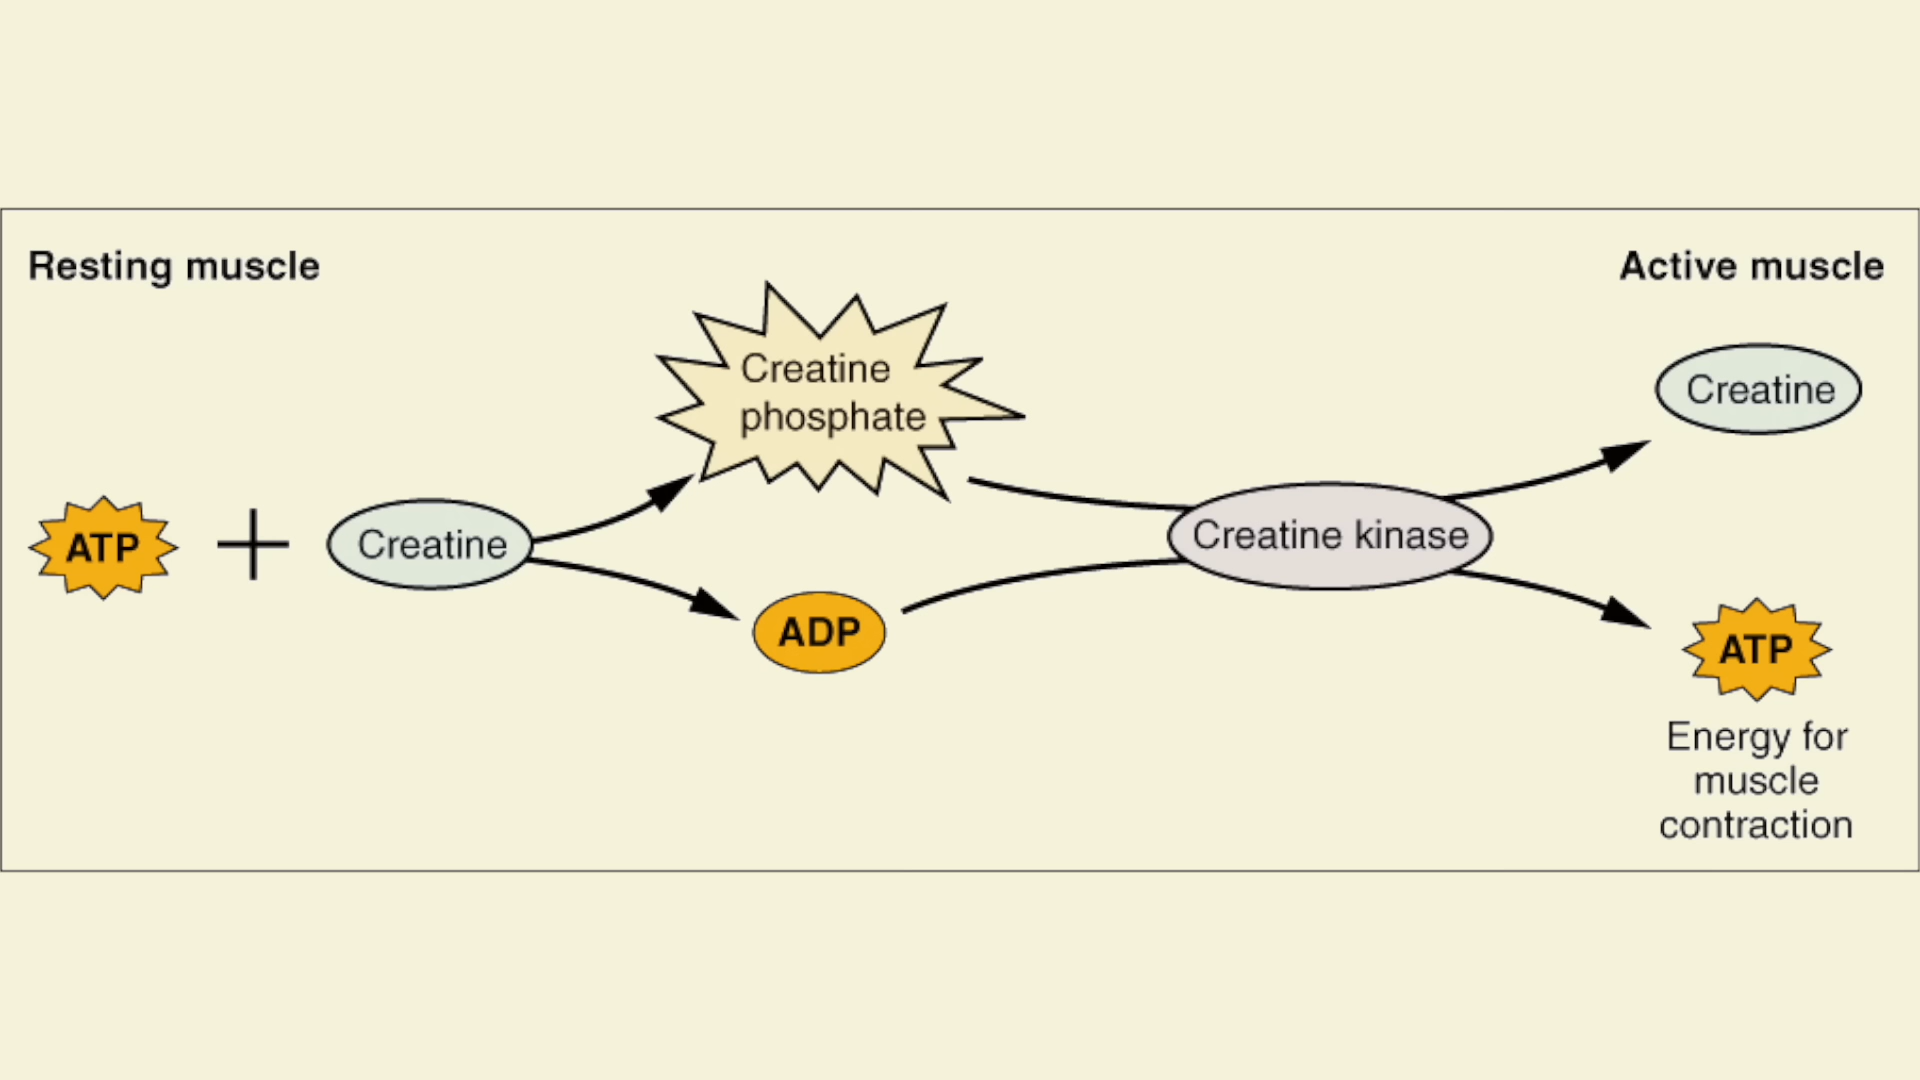 Resting muscle
Active muscle
Creatine
phosphate
Creatine
ATP
Creatine
Creatine kinase
ADP
ATP
Energy for
muscle
contraction